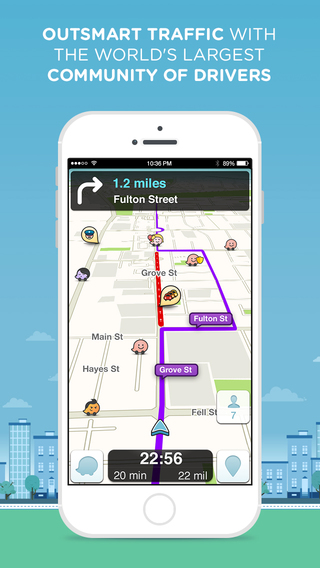 OUTSMART TRAFFIC WITH
THE WORLD'S LARGEST
COMMUNITY OF DRIVERS
10:36 PM
89%
1.2 miles
Fulton Street
Grove St
Fulton St
Main St
Hayes St
Grove St
Fell St
7
22:56
20 min 22 mil